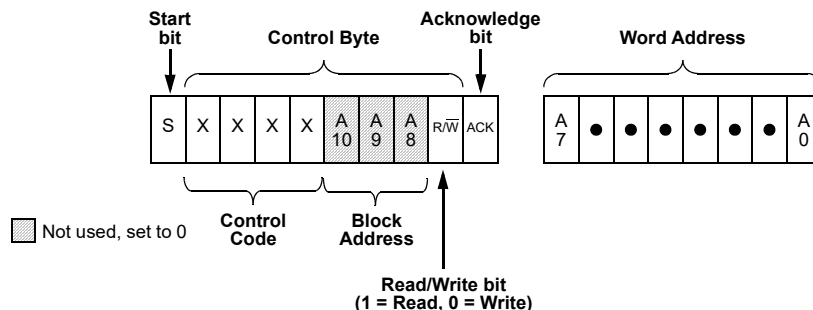 Start
bit
Control Byte
Acknowledge
bit
Word Address
S X X X X A
10 A
9 A
8 R/W̅ ACK
A
7 ● ● ● ● ● ● A
0
Control
Code
Block
Address
Not used, set to 0
Read/Write bit
(1 = Read, 0 = Write)